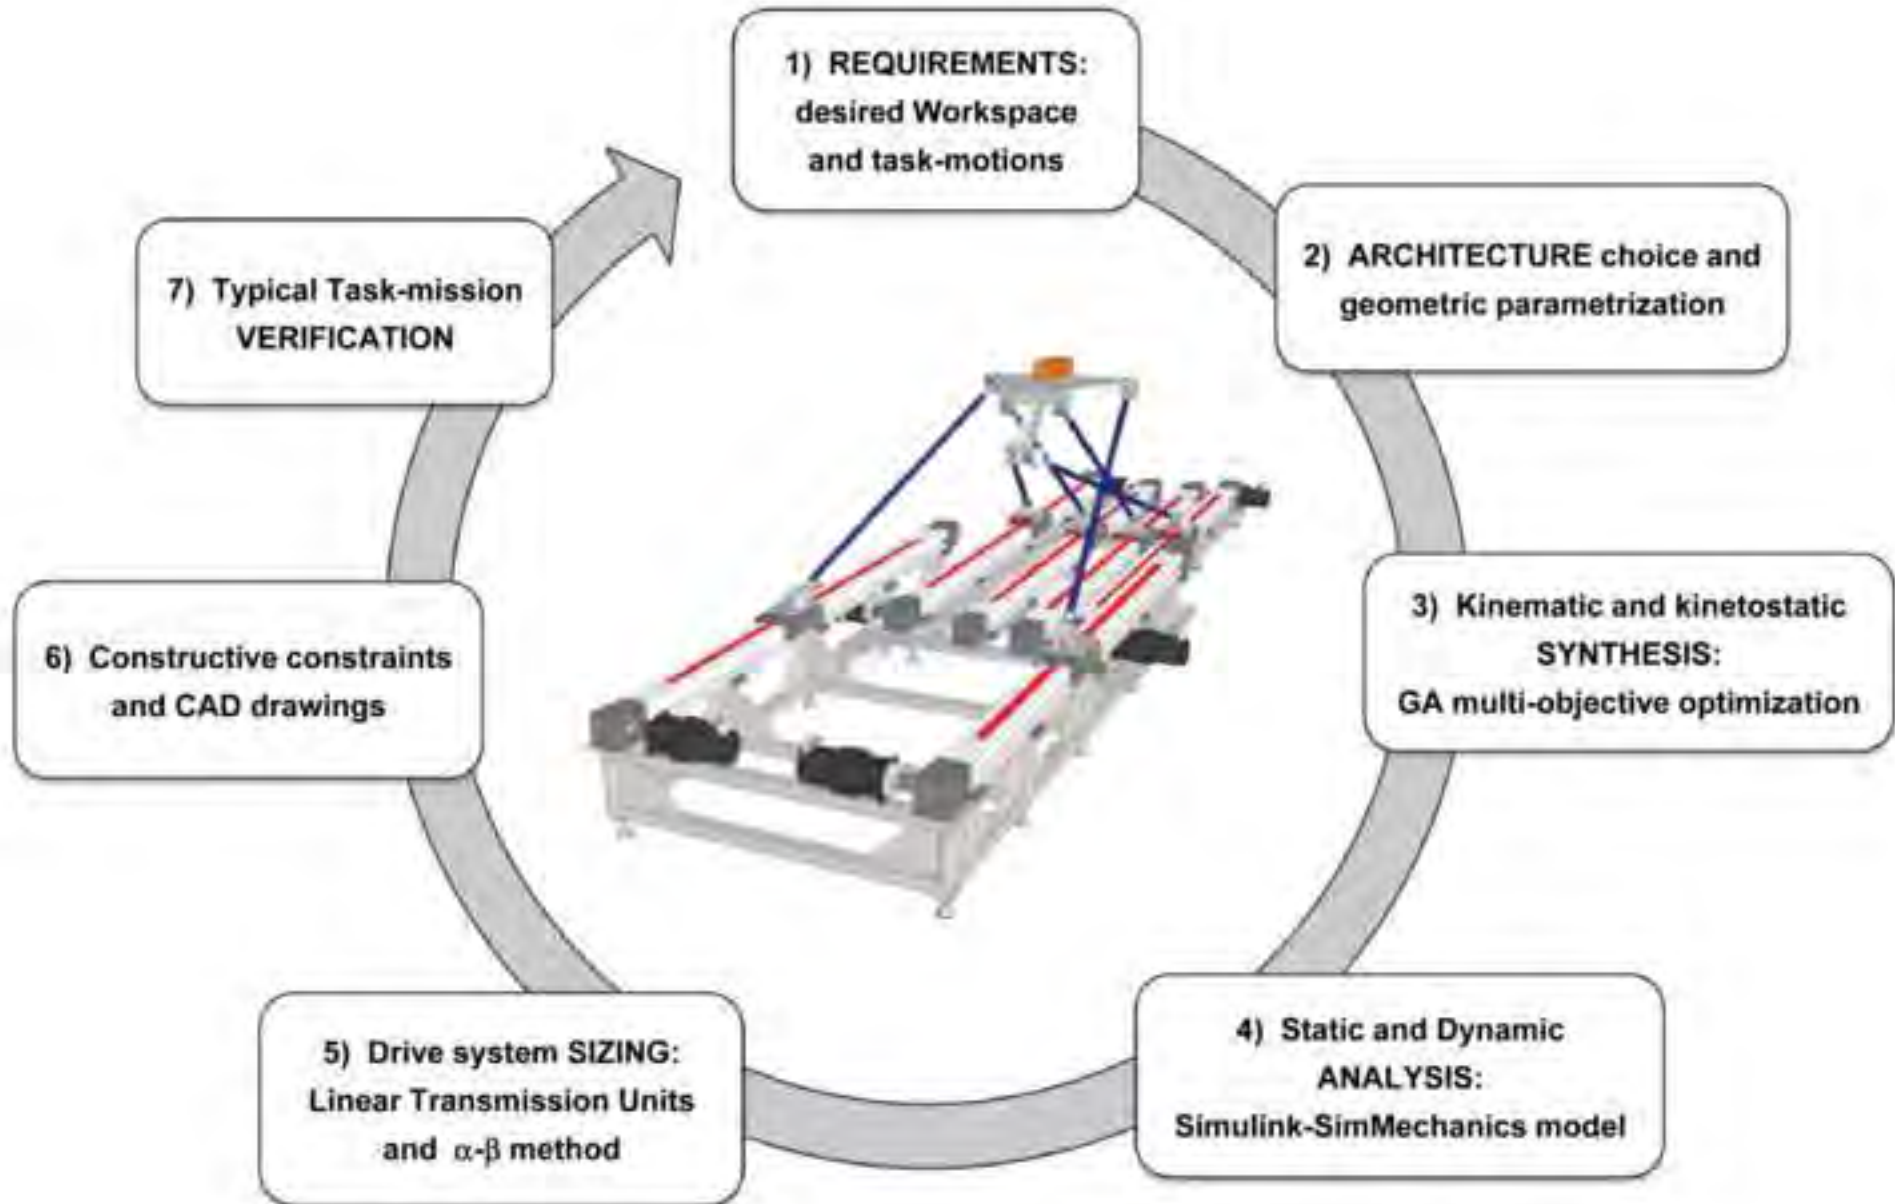 1) REQUIREMENTS:
desired Workspace
and task-motions
2) ARCHITECTURE choice and
geometric parametrization
3) Kinematic and kinetostatic
SYNTHESIS:
GA multi-objective optimization
4) Static and Dynamic
ANALYSIS:
Simulink-SimMechanics model
5) Drive system SIZING:
Linear Transmission Units
and α-β method
6) Constructive constraints
and CAD drawings
7) Typical Task-mission
VERIFICATION